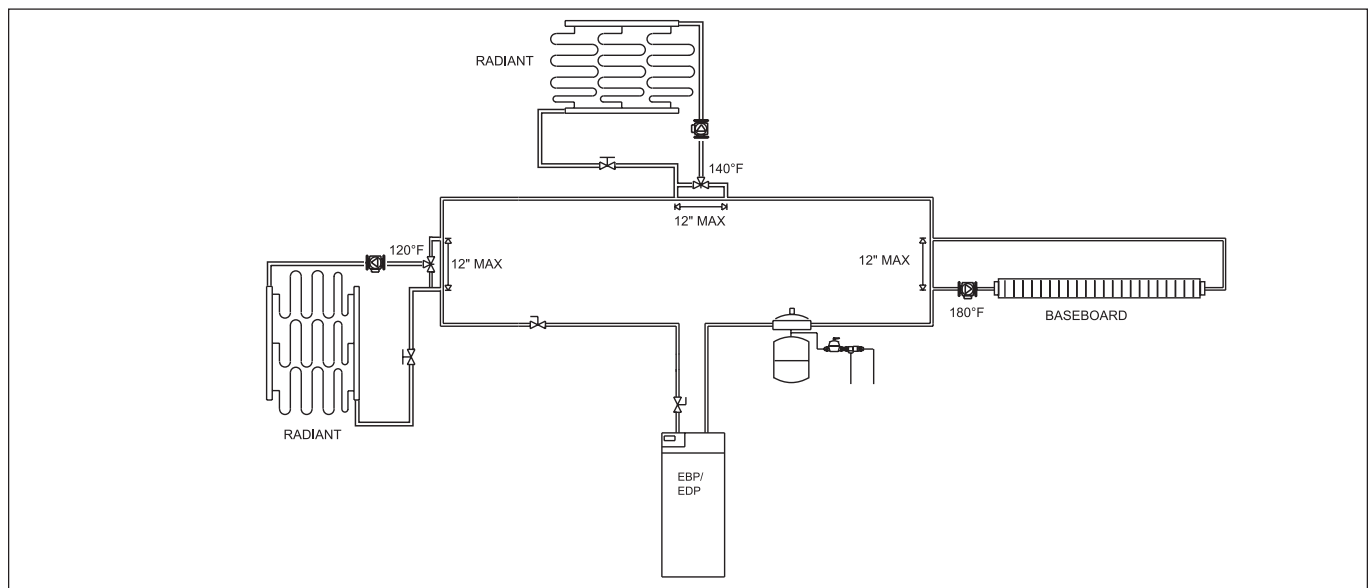 RADIANT
140°F
12" MAX
120°F
12" MAX
12" MAX
180°F
BASEBOARD
RADIANT
EBP/
EDP